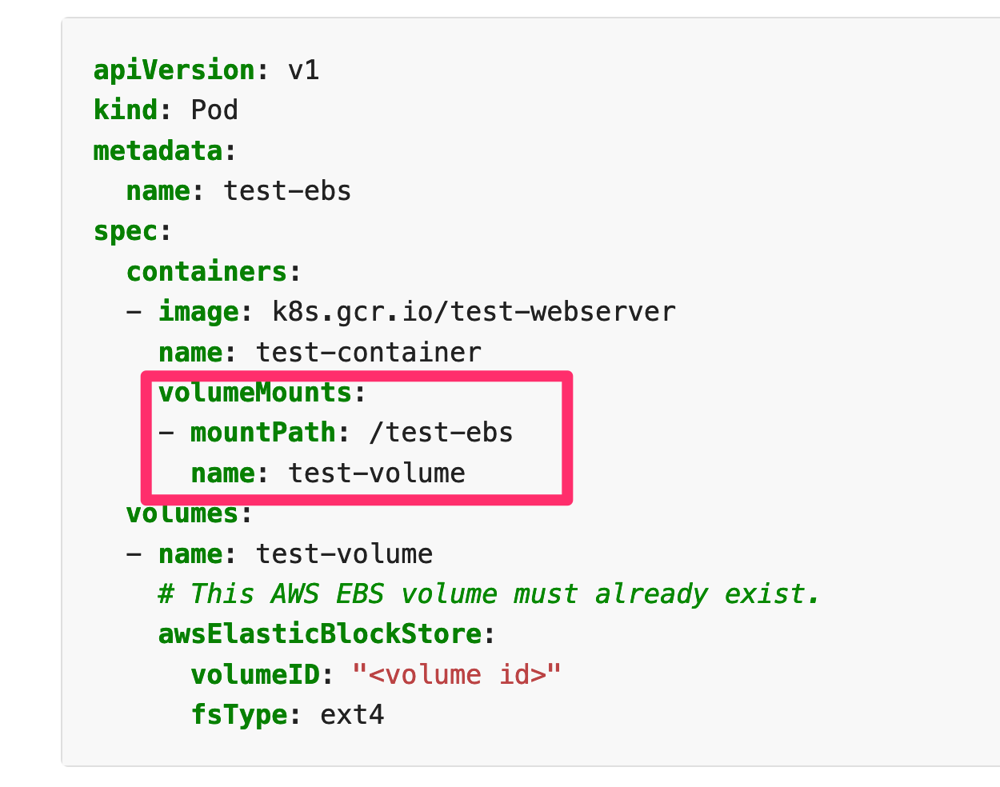 apiVersion: v1
kind: Pod
metadata:
  name: test-ebs
spec:
  containers:
  - image: k8s.gcr.io/test-webserver
    name: test-container
    volumeMounts:
    - mountPath: /test-ebs
      name: test-volume
  volumes:
  - name: test-volume
    # This AWS EBS volume must already exist.
    awsElasticBlockStore:
      volumeID: "<volume id>"
      fsType: ext4